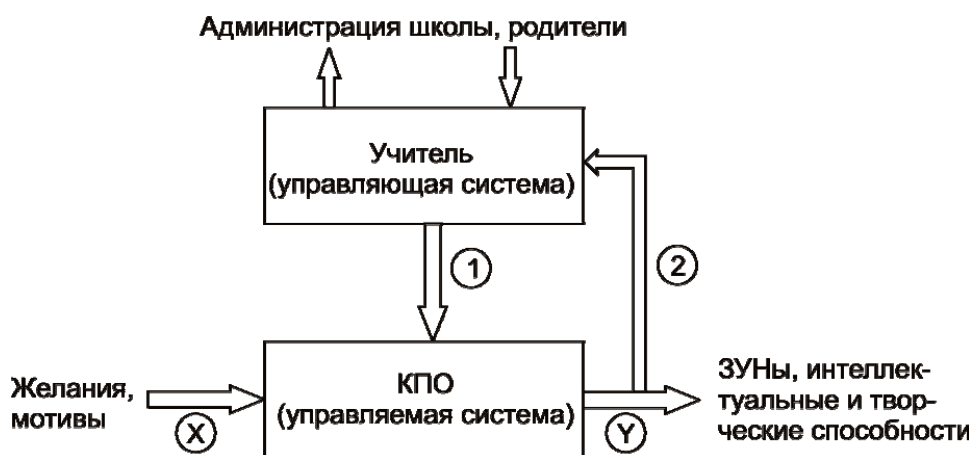 Администрация школы, родители
Учитель
(управляющая система)
1
2
Желания,
мотивы
X
КПО
(управляемая система)
Y
ЗУНы, интеллек-
туальные и твор-
ческие способности